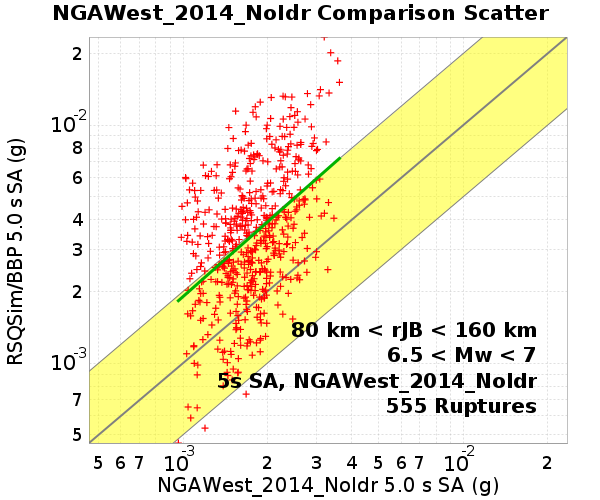 NGAWest_2014_NoIdr Comparison Scatter
RSQSim/BBP 5.0 s SA (g)
2
10-2
8
6
4
3
2
10-3
7
5
80 km < rJB < 160 km
6.5 < Mw < 7
5s SA, NGAWest_2014_NoIdr
555 Ruptures
5 6 7 10-3 2 3 4 5 6 7 10-2 2
NGAWest_2014_NoIdr 5.0 s SA (g)